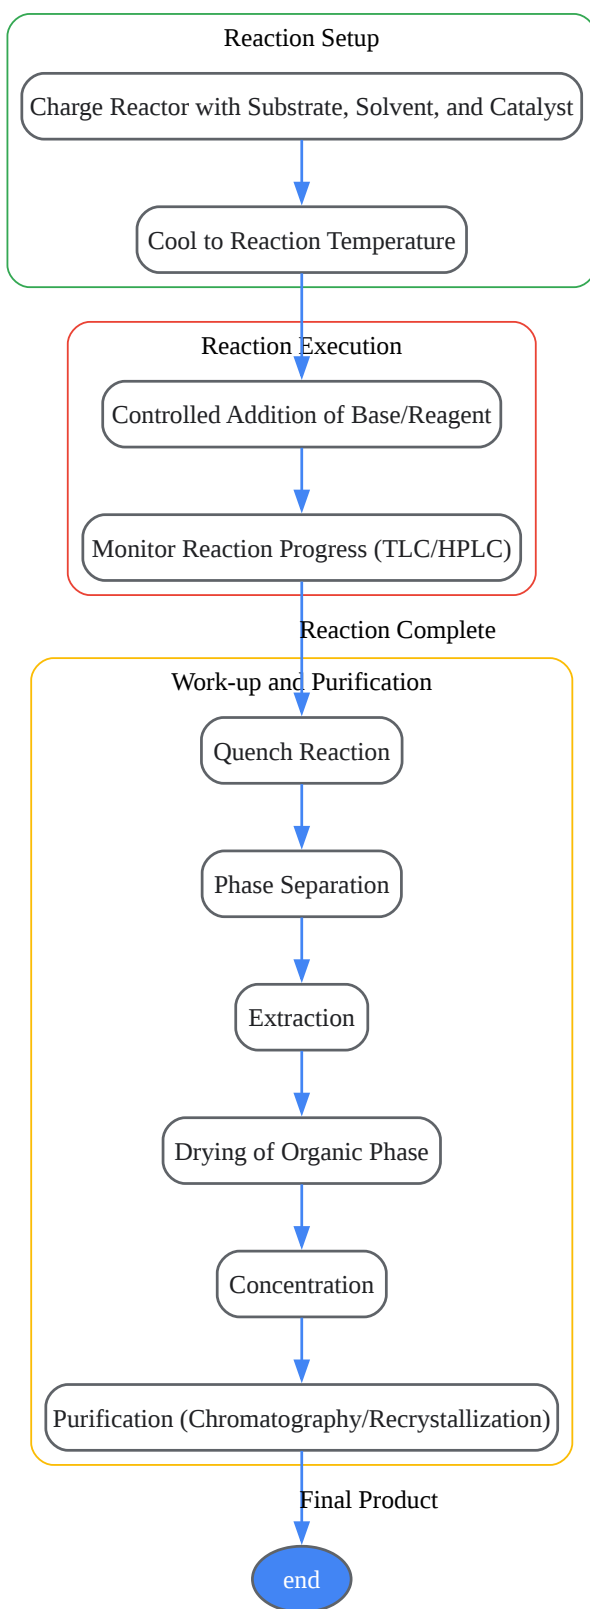 Reaction Setup
Charge Reactor with Substrate, Solvent, and Catalyst
Cool to Reaction Temperature
Reaction Execution
Controlled Addition of Base/Reagent
Monitor Reaction Progress (TLC/HPLC)
Reaction Complete
Work-up and Purification
Quench Reaction
Phase Separation
Extraction
Drying of Organic Phase
Concentration
Purification (Chromatography/Recrystallization)
Final Product
end